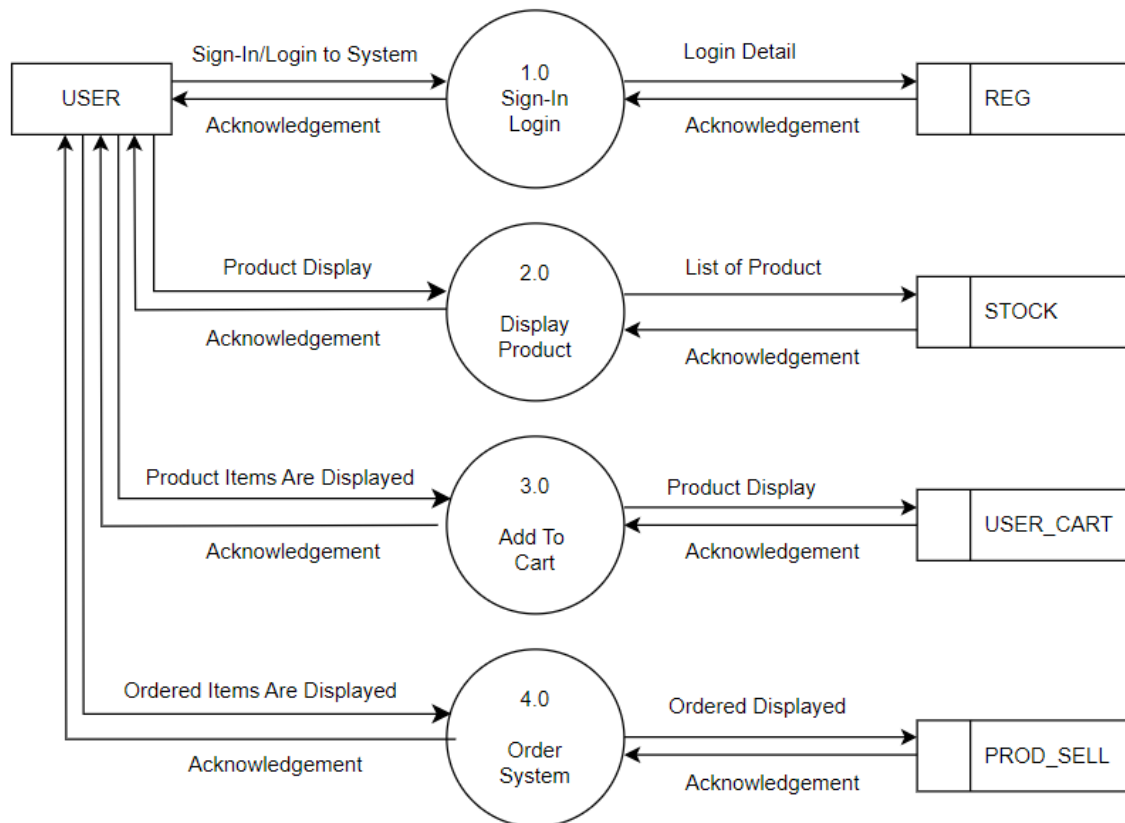 Sign-In/Login to System
Login Detail
USER
1.0
Sign-In
Login
REG
Acknowledgement
Acknowledgement
Product Display
2.0
Display
Product
List of Product
STOCK
Acknowledgement
Acknowledgement
Product Items Are Displayed
3.0
Add To
Cart
Product Display
USER_CART
Acknowledgement
Acknowledgement
Ordered Items Are Displayed
4.0
Order
System
Ordered Displayed
PROD_SELL
Acknowledgement
Acknowledgement